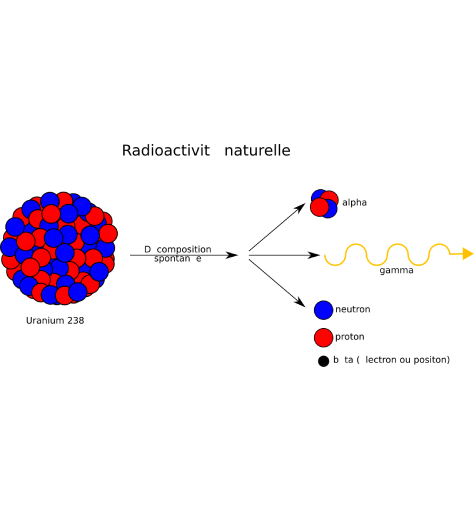 Radioactivit naturelle
D composition
spontan e
alpha
gamma
neutron
Uranium 238
proton
b ta ( lectron ou positon)